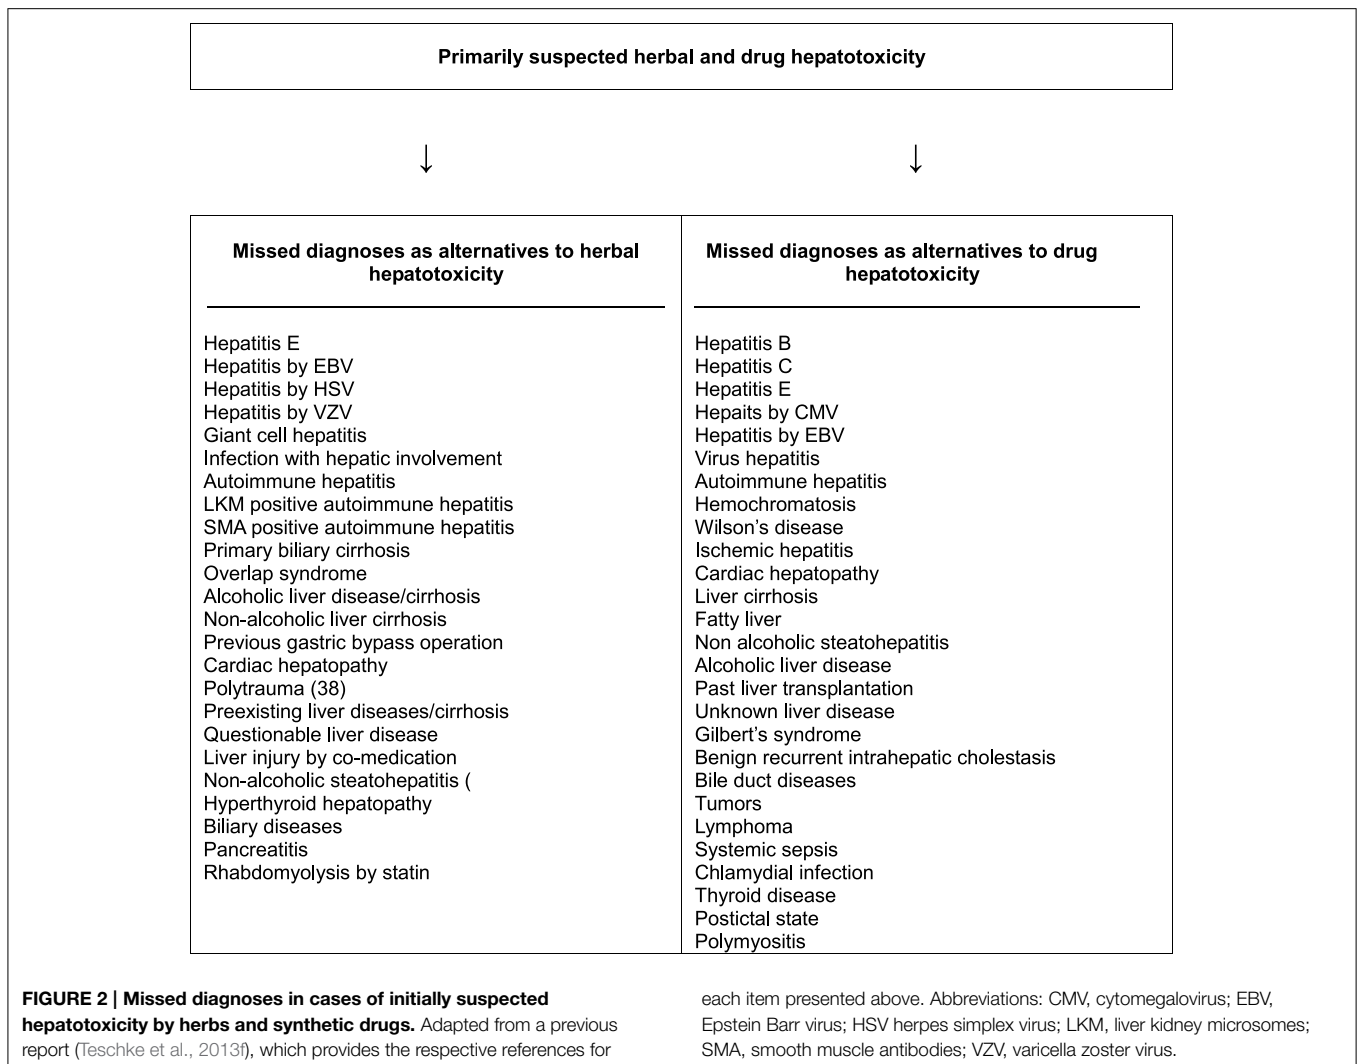 Primarily suspected herbal and drug hepatotoxicity
↓ ↓
Missed diagnoses as alternatives to herbal
hepatotoxicity
Hepatitis E
Hepatitis by EBV
Hepatitis by HSV
Hepatitis by VZV
Giant cell hepatitis
Infection with hepatic involvement
Autoimmune hepatitis
LKM positive autoimmune hepatitis
SMA positive autoimmune hepatitis
Primary biliary cirrhosis
Overlap syndrome
Alcoholic liver disease/cirrhosis
Non-alcoholic liver cirrhosis
Previous gastric bypass operation
Cardiac hepatopathy
Polytrauma (38)
Preexisting liver diseases/cirrhosis
Questionable liver disease
Liver injury by co-medication
Non-alcoholic steatohepatitis (
Hyperthyroid hepatopathy
Biliary diseases
Pancreatitis
Rhabdomyolysis by statin
Missed diagnoses as alternatives to drug
hepatotoxicity
Hepatitis B
Hepatitis C
Hepatitis E
Hepaits by CMV
Hepatitis by EBV
Virus hepatitis
Autoimmune hepatitis
Hemochromatosis
Wilson's disease
Ischemic hepatitis
Cardiac hepatopathy
Liver cirrhosis
Fatty liver
Non alcoholic steatohepatitis
Alcoholic liver disease
Past liver transplantation
Unknown liver disease
Gilbert's syndrome
Benign recurrent intrahepatic cholestasis
Bile duct diseases
Tumors
Lymphoma
Systemic sepsis
Chlamydial infection
Thyroid disease
Postictal state
Polymyositis
FIGURE 2 | Missed diagnoses in cases of initially suspected
hepatotoxicity by herbs and synthetic drugs. Adapted from a previous
report (Teschke et al., 2013f), which provides the respective references for
each item presented above. Abbreviations: CMV, cytomegalovirus; EBV,
Epstein Barr virus; HSV herpes simplex virus; LKM, liver kidney microsomes;
SMA, smooth muscle antibodies; VZV, varicella zoster virus.